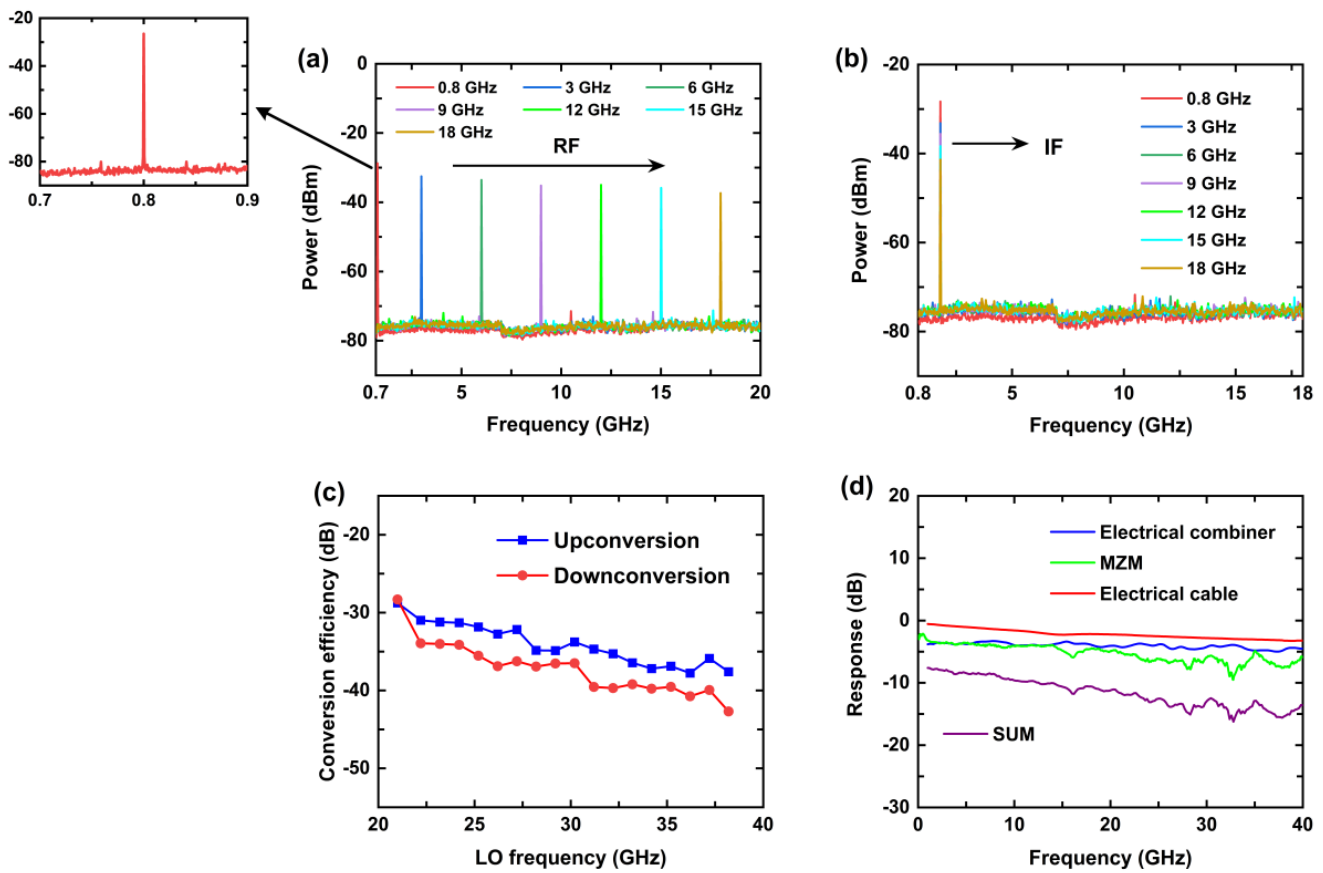 -20
-40
-60
-80
0.7 0.8 0.9
(a)
0
-20
-40
-60
-80
Power (dBm)
0.8 GHz 3 GHz 6 GHz
9 GHz 12 GHz 15 GHz
18 GHz
RF
0.7 5 10 15 20
Frequency (GHz)
(b)
-20
-40
-60
-80
Power (dBm)
0.8 GHz
3 GHz
6 GHz
9 GHz
12 GHz
15 GHz
18 GHz
IF
0.8 5 10 15 18
Frequency (GHz)
(c)
-20
-30
-40
-50
Conversion efficiency (dB)
Upconversion
Downconversion
20 25 30 35 40
LO frequency (GHz)
(d)
20
10
0
-10
-20
-30
Response (dB)
Electrical combiner
MZM
Electrical cable
SUM
0 10 20 30 40
Frequency (GHz)